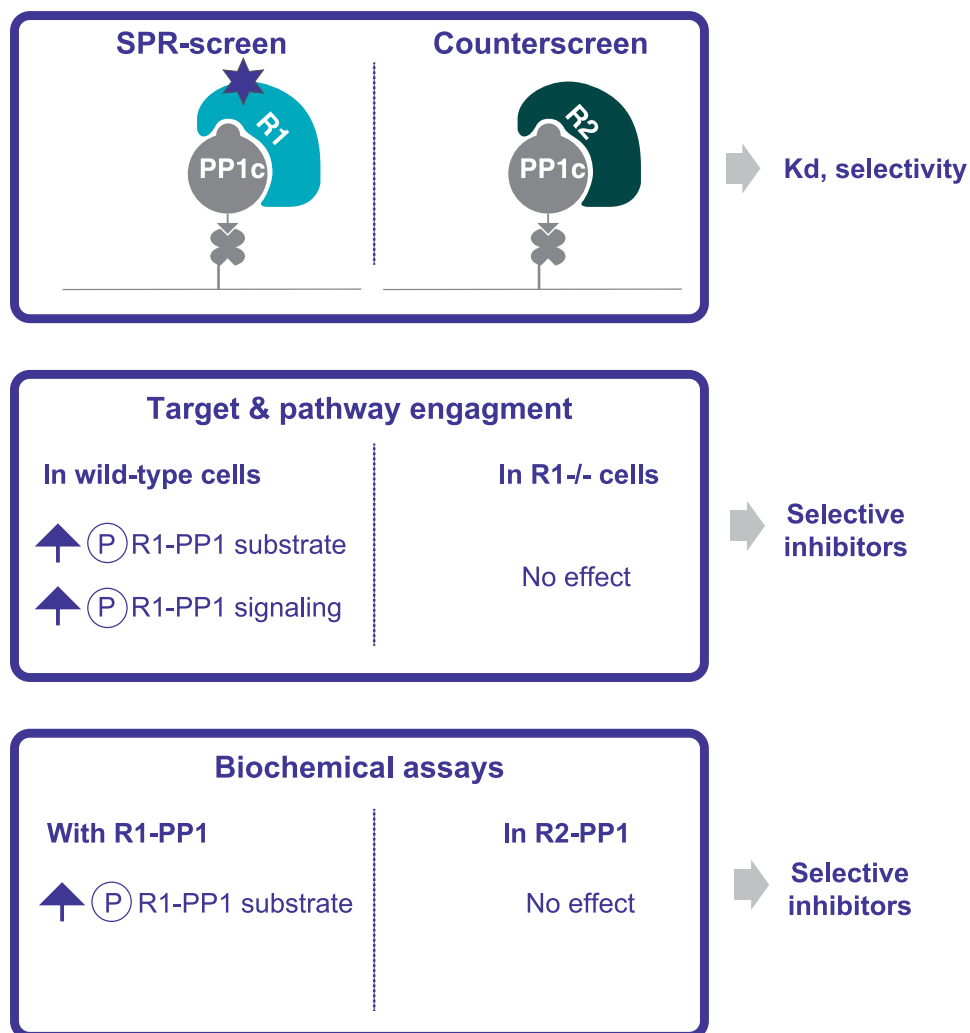 SPR-screen
Counterscreen
R1
PP1c
R2
PP1c
Kd, selectivity
Target & pathway engagment
In wild-type cells
In R1-/- cells
P R1-PP1 substrate
P R1-PP1 signaling
No effect
Selective
inhibitors
Biochemical assays
With R1-PP1
In R2-PP1
P R1-PP1 substrate
No effect
Selective
inhibitors